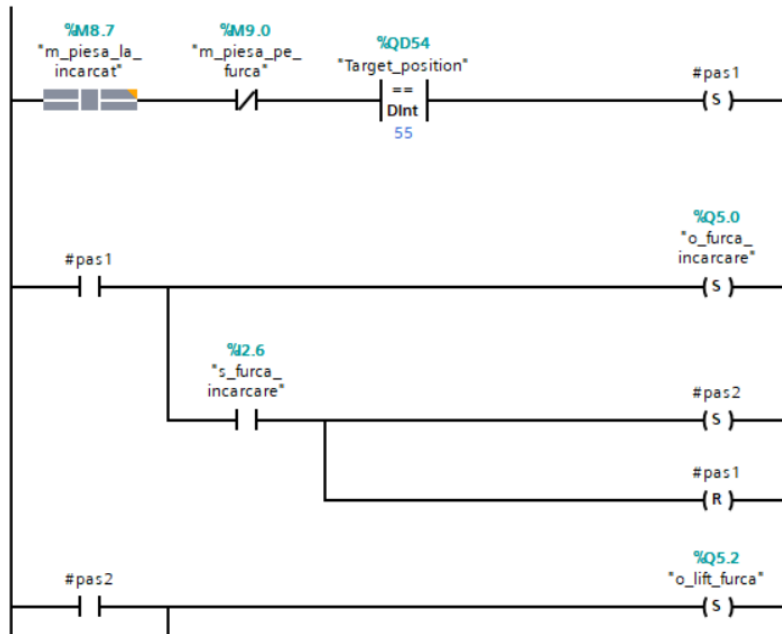 %M8.7
"m_piesa_la_
incarcat"
%M9.0
"m_piesa_pe_
furca"
%QD54
"Target_position"
==
DInt
55
#pas1
S
#pas1
%Q5.0
"o_furca_
incarcare"
S
%I2.6
"s_furca_
incarcare"
#pas2
S
#pas1
R
#pas2
%Q5.2
"o_lift_furca"
S